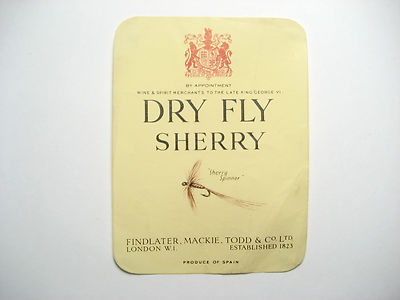 BY APPOINTMENT
WINE & SPIRIT MERCHANTS TO THE LATE KING GEORGE VI
DRY FLY
SHERRY
"Sherry
Spinner"
FINDLATER, MACKIE, TODD & Co LTD.
LONDON W.1. ESTABLISHED 1823
PRODUCE OF SPAIN